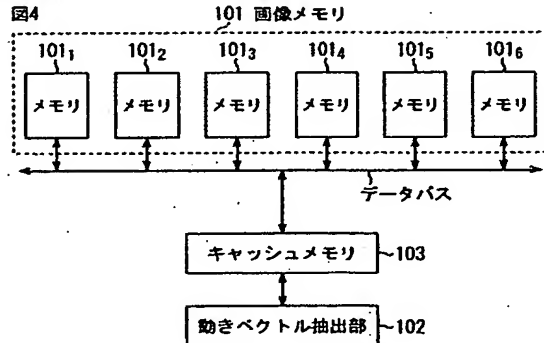 図4
101 画像メモリ
101₁ 101₂ 101₃ 101₄ 101₅ 101₆
メモリ メモリ メモリ メモリ メモリ メモリ
データバス
キャッシュメモリ 103
動きベクトル抽出部 102